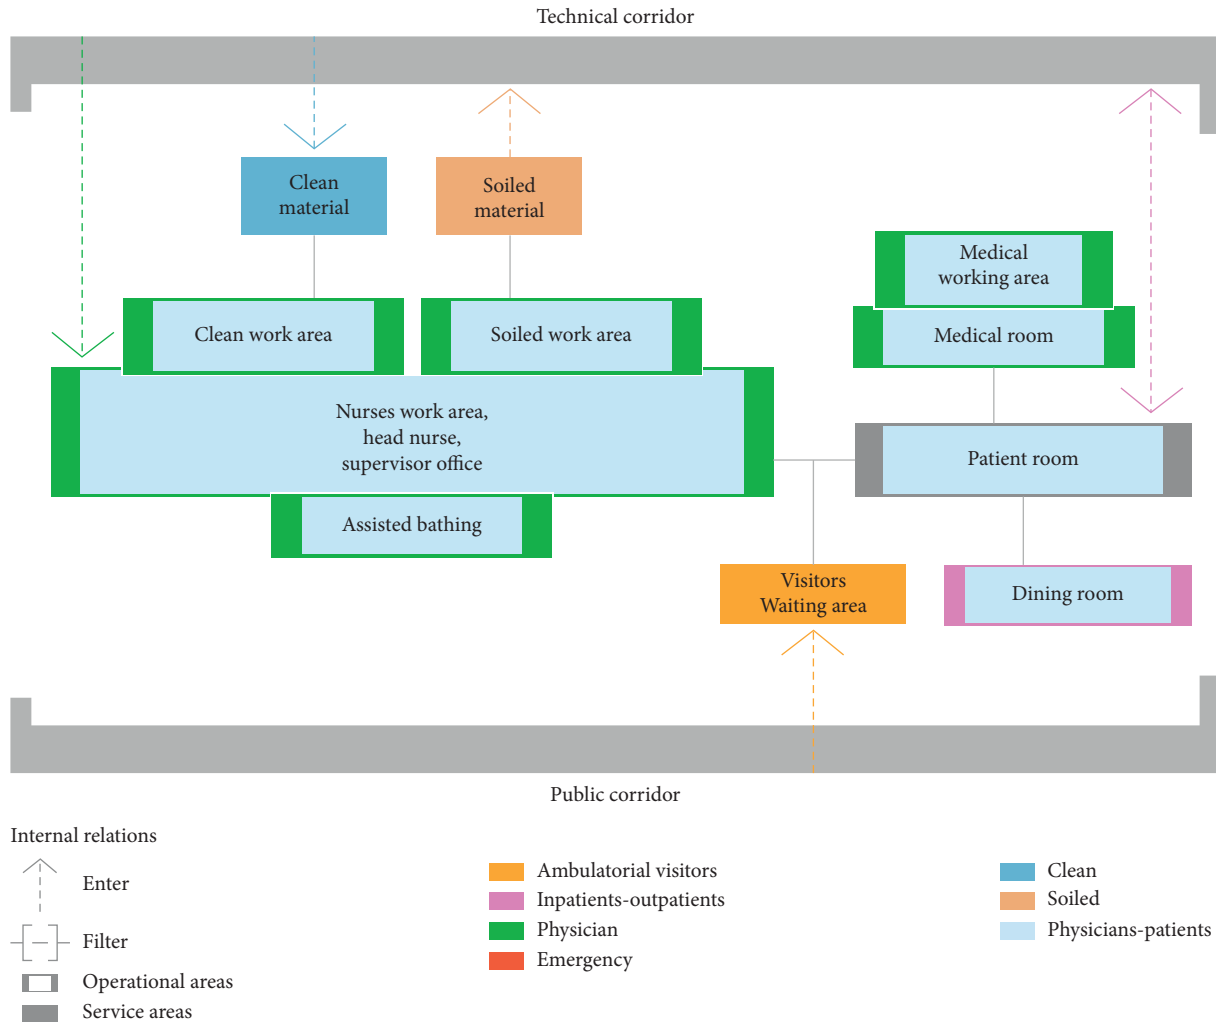 Technical corridor
Clean
material
Soiled
material
Medical
working area
Clean work area
Soiled work area
Medical room
Nurses work area,
head nurse,
supervisor office
Patient room
Assisted bathing
Visitors
Waiting area
Dining room
Public corridor
Internal relations
Enter
Filter
Operational areas
Service areas
Ambulatorial visitors
Inpatients-outpatients
Physician
Emergency
Clean
Soiled
Physicians-patients